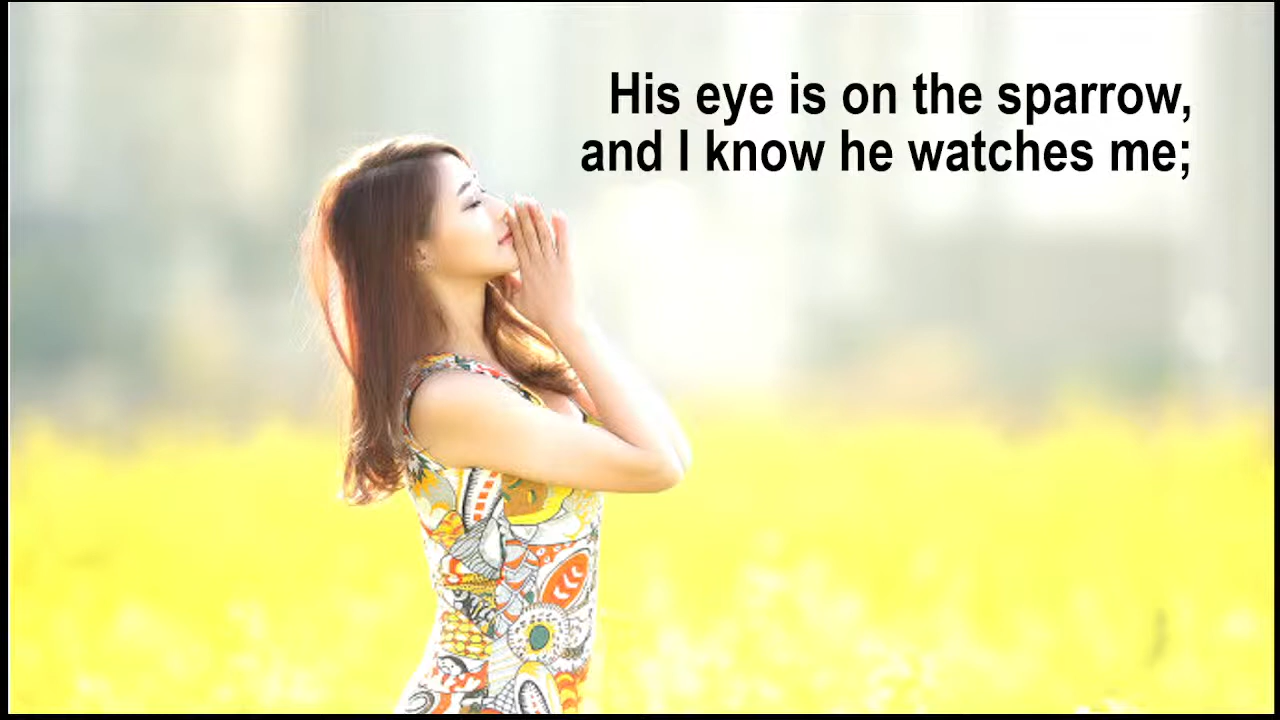 His eye is on the sparrow,
and I know he watches me;